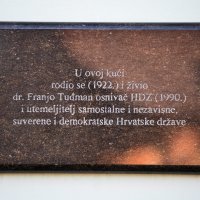 U ovoj kući
rodio se (1922.) i živio
dr. Franjo Tuđman osnivač HDZ (1990.)
i utemeljitelj samostalne i nezavisne,
suverene i demokratske Hrvatske države